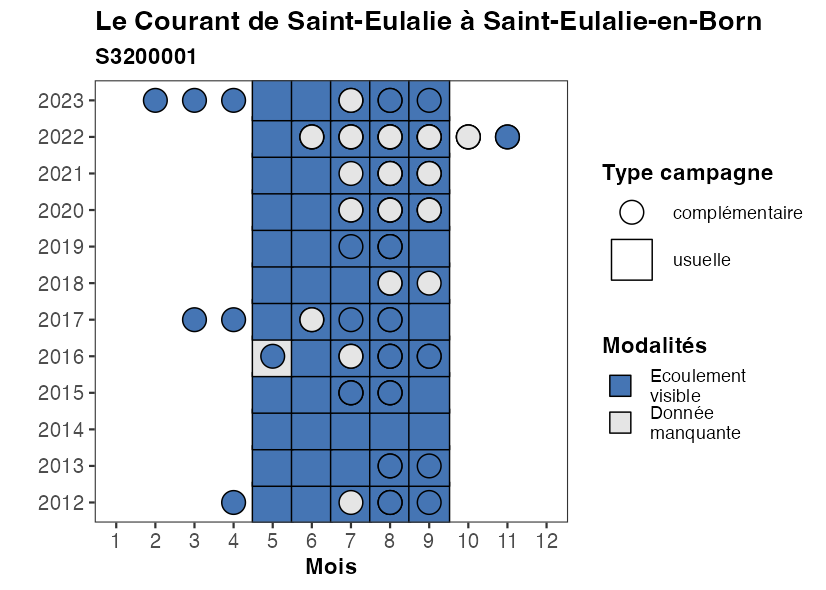 Le Courant de Saint-Eulalie à Saint-Eulalie-en-Born
S3200001
2023
2022
2021
2020
2019
2018
2017
2016
2015
2014
2013
2012
1 2 3 4 5 6 7 8 9 10 11 12
Mois
Type campagne
complémentaire
usuelle
Modalités
Ecoulement
visible
Donnée
manquante